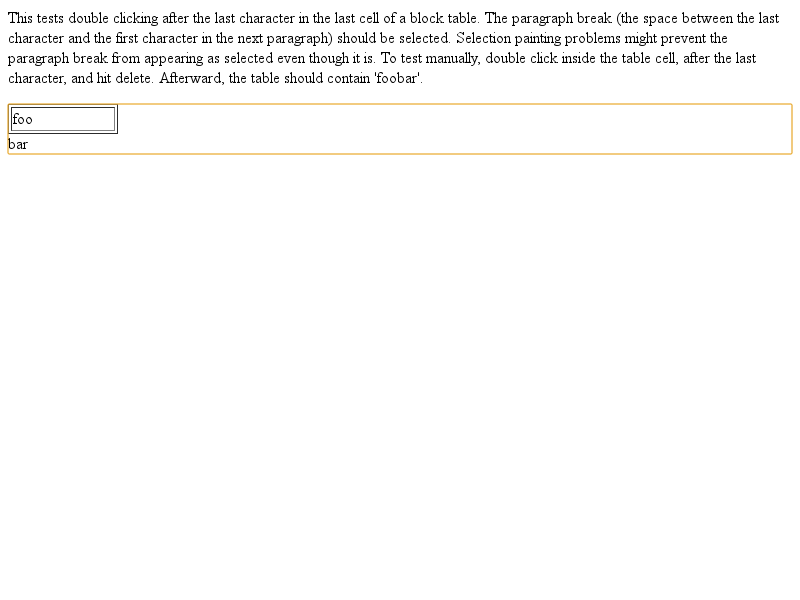 This tests double clicking after the last character in the last cell of a block table. The paragraph break (the space between the last
character and the first character in the next paragraph) should be selected. Selection painting problems might prevent the
paragraph break from appearing as selected even though it is. To test manually, double click inside the table cell, after the last
character, and hit delete. Afterward, the table should contain 'foobar'.
foo
bar